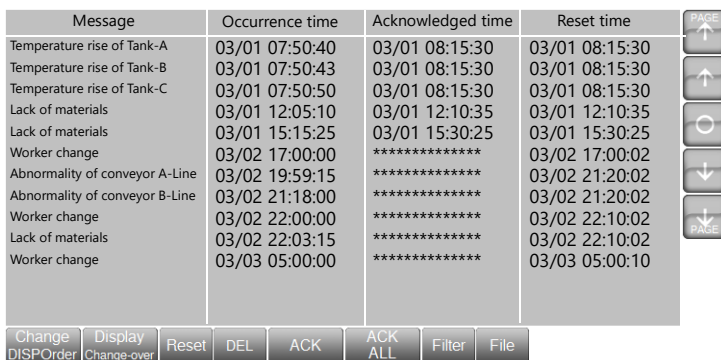 Message Occurrence time Acknowledged time Reset time
Temperature rise of Tank-A 03/01 07:50:40 03/01 08:15:30 03/01 08:15:30
Temperature rise of Tank-B 03/01 07:50:43 03/01 08:15:30 03/01 08:15:30
Temperature rise of Tank-C 03/01 07:50:50 03/01 08:15:30 03/01 08:15:30
Lack of materials 03/01 12:05:10 03/01 12:10:35 03/01 12:10:35
Lack of materials 03/01 15:15:25 03/01 15:30:25 03/01 15:30:25
Worker change 03/02 17:00:00 ************** 03/02 17:00:02
Abnormality of conveyor A-Line 03/02 19:59:15 ************** 03/02 21:20:02
Abnormality of conveyor B-Line 03/02 21:18:00 ************** 03/02 21:20:02
Worker change 03/02 22:00:00 ************** 03/02 22:10:02
Lack of materials 03/02 22:03:15 ************** 03/02 22:10:02
Worker change 03/03 05:00:00 ************** 03/03 05:00:10
PAGE
PAGE
Change DISPOrder
Display Change-over
Reset
DEL
ACK
ACK ALL
Filter
File